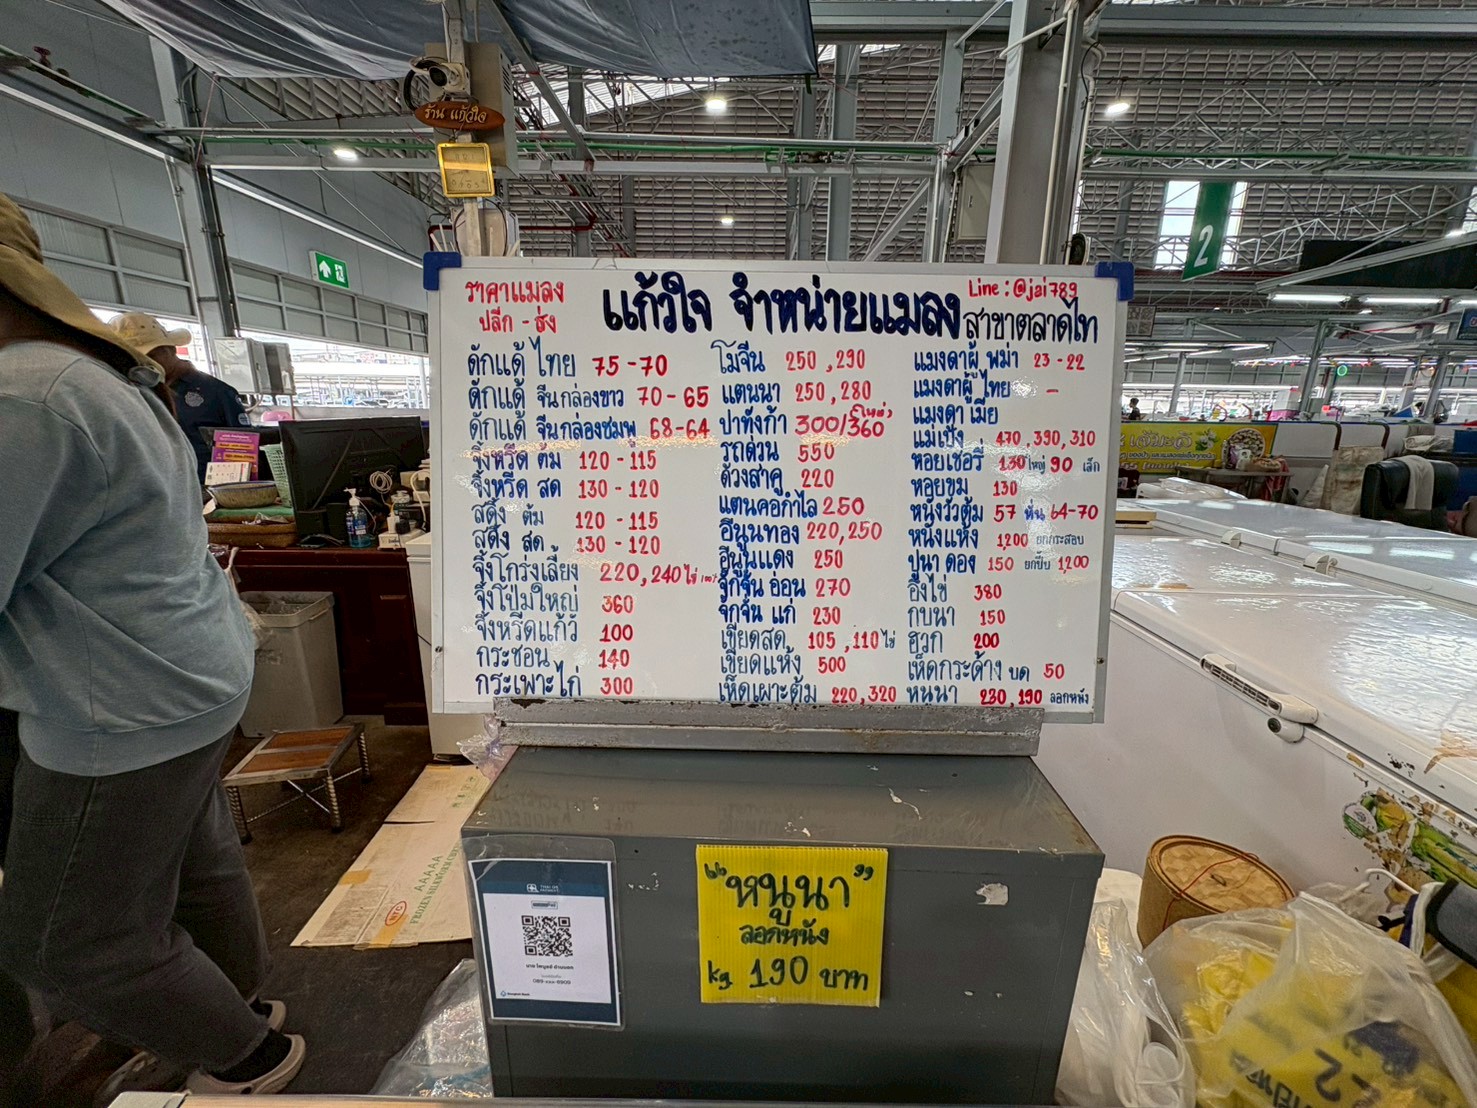 ร้าน แก้วใจ
2
ราคาแมลง
ปลีก - ส่ง
แก้วใจ จำหน่ายแมลง
Line : @jai789
สาขาตลาดไท
ดักแด้ ไทย 75-70
ดักแด้ จีนกล่องขาว 70-65
ดักแด้ จีนกล่องชมพู 68-64
จิ้งหรีด ต้ม 120-115
จิ้งหรีด สด 130-120
สดิ้ง ต้ม 120-115
สดิ้ง สด 130-120
จิ้งโกร่งเลี้ยง 220,240 ไข่ 100%
จิ้งโป่มใหญ่ 360
จิ้งหรีดแก้ว 100
กระชอน 140
กระเพาะไก่ 300
โมจีน 250,290
แตนนา 250,280
ปาทังก้า 300/360 (ใหญ่)
รถด่วน 550
ด้วงสาคู 220
แตนคอกำไล 250
อีนูนทอง 220,250
อีนูนแดง 250
จั๊กจั่น อ่อน 270
จักจั่น แก่ 230
เขียดสด 105,110 ไข่
เขียดแห้ง 500
เห็ดเผาะต้ม 220,320
แมงดาผู้ พม่า 23-22
แมงดาผู้ ไทย -
แมงดา เมีย
แม่เป้ง 470,390,310
หอยเชอรี่ 130 ใหญ่ 90 เล็ก
หอยขม 130
หนังวัวต้ม 57 หั่น 64-70
หนังแห้ง 1200 ยกกระสอบ
ปูนา ดอง 150 ยกปี๊บ 1200
อึ่งไข่ 380
กบนา 150
ฮวก 200
เห็ดกระด้าง บด 50
หนูนา 230,190 ลอกหนัง
"หนูนา"
ลอกหนัง
kg 190 บาท
AAAAA